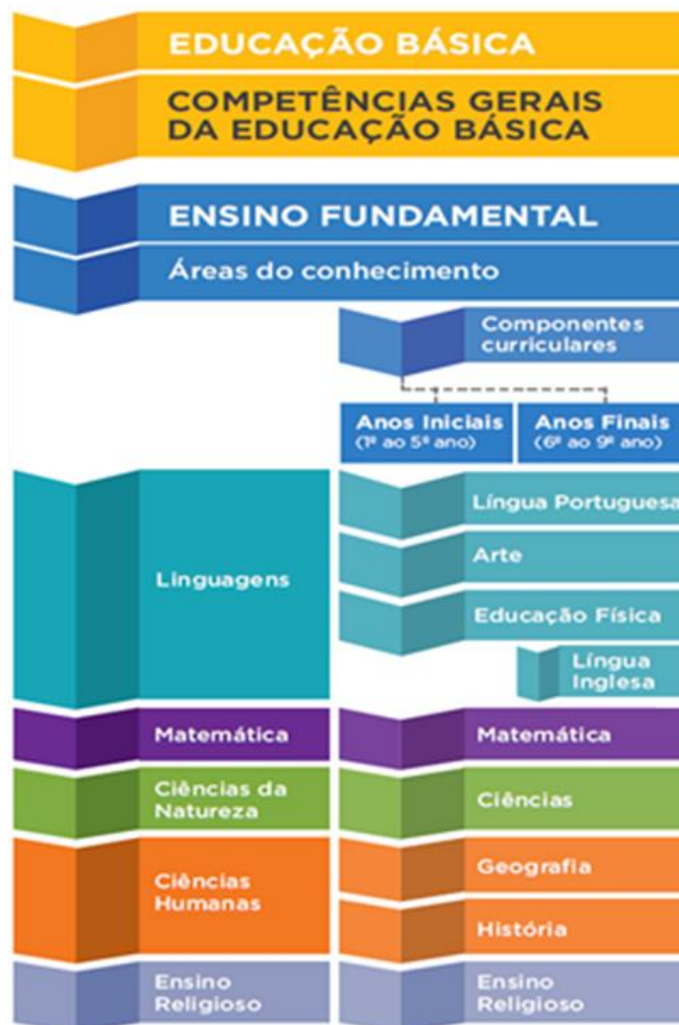 EDUCAÇÃO BÁSICA
COMPETÊNCIAS GERAIS
DA EDUCAÇÃO BÁSICA
ENSINO FUNDAMENTAL
Áreas do conhecimento
Componentes
curriculares
Anos Iniciais
(1º ao 5º ano)
Anos Finais
(6º ao 9º ano)
Linguagens
Língua Portuguesa
Arte
Educação Física
Língua
Inglesa
Matemática
Matemática
Ciências da
Natureza
Ciências
Ciências
Humanas
Geografia
História
Ensino
Religioso
Ensino
Religioso